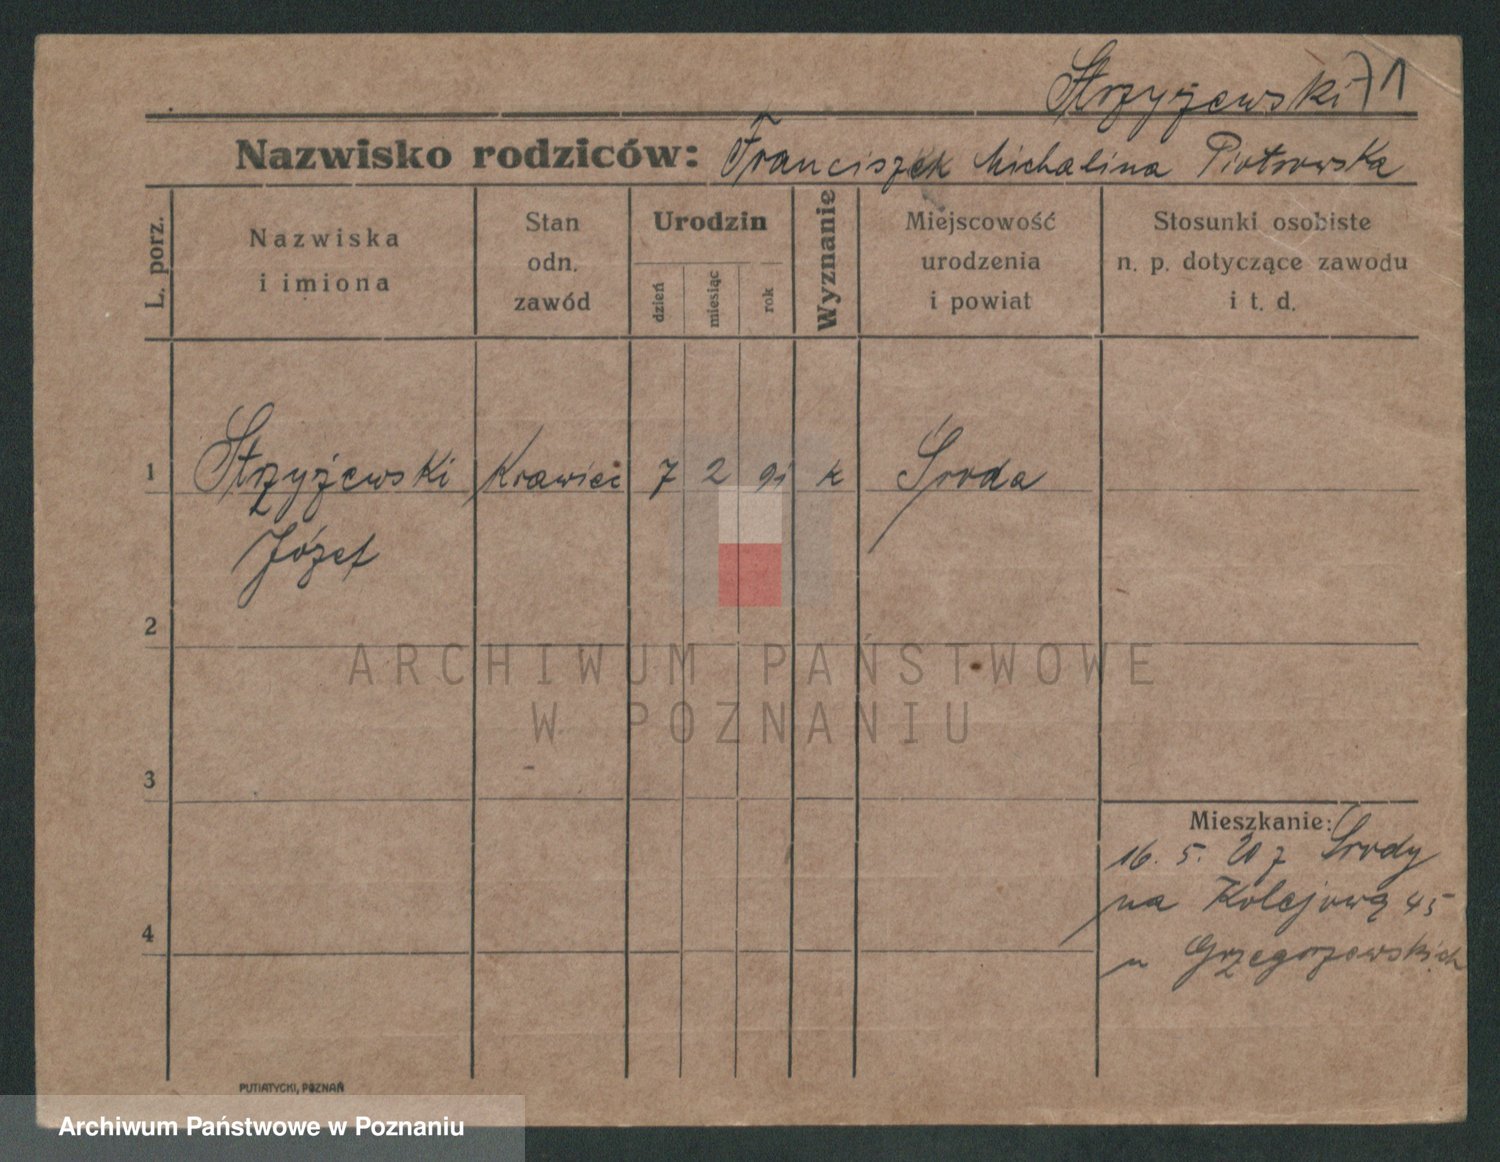 Strzyżewski 71
Nazwisko rodziców: Franciszek Michalina Piotrowska
L. porz.
Nazwiska
i imiona
Stan
odn.
zawód
Urodzin
dzień
miesiąc
rok
Wyznanie
Miejscowość
urodzenia
i powiat
Stosunki osobiste
n. p. dotyczące zawodu
i t. d.
1 Strzyżewski Krawiec 7 2 91 k Środa
Józef
2
ARCHIWUM PAŃSTWOWE
W POZNANIU
3
Mieszkanie:
16. 5. 20 z Środy
na Kolejową 45
4
u Grzegorzewskich
PUTIATYCKI, POZNAŃ
Archiwum Państwowe w Poznaniu